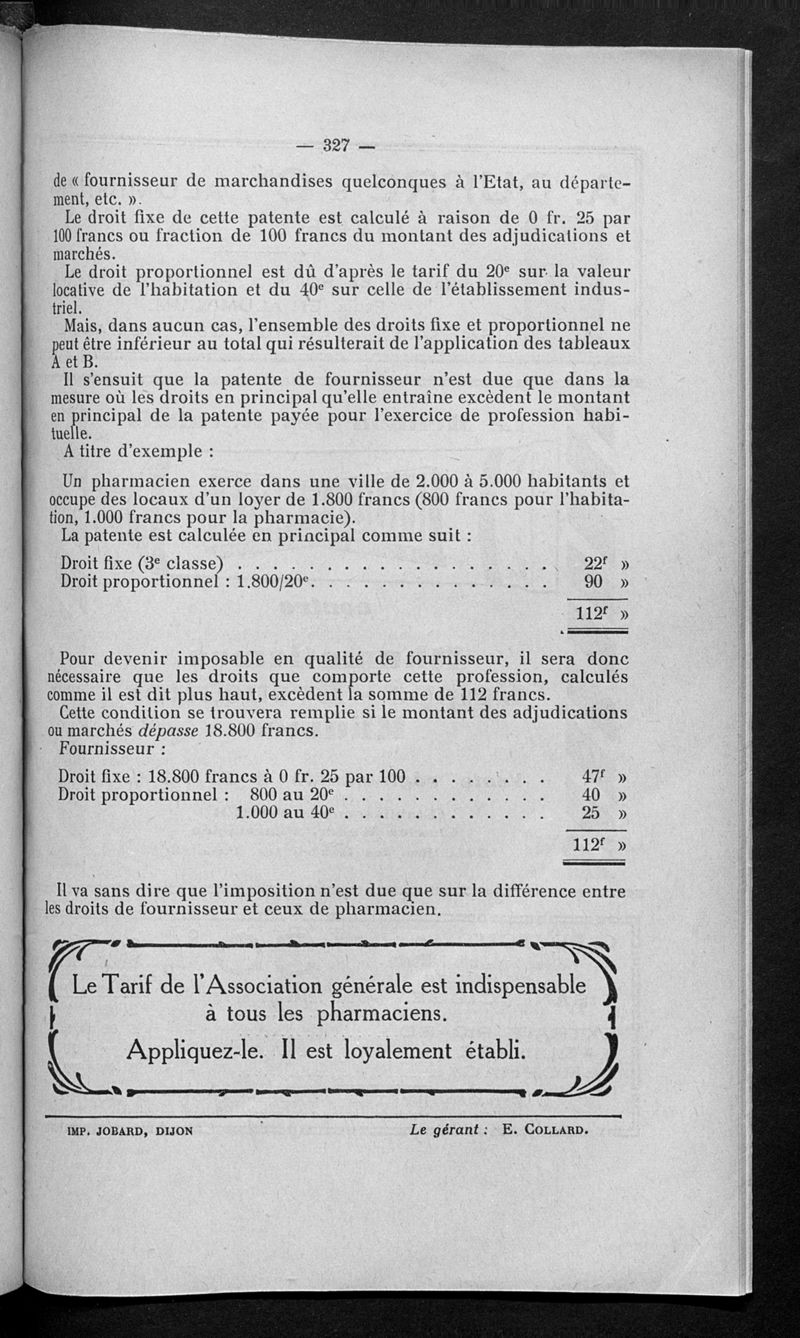 — 327 —
de « fournisseur de marchandises quelconques à l'Etat, au départe-
ment, etc. ».
Le droit fixe de cette patente est calculé à raison de 0 fr. 25 par
100 francs ou fraction de 100 francs du montant des adjudications et
marchés.
Le droit proportionnel est dû d'après le tarif du 20e sur la valeur
locative de l'habitation et du 40e sur celle de l'établissement indus-
triel.
Mais, dans aucun cas, l'ensemble des droits fixe et proportionnel ne
peut être inférieur au total qui résulterait de l'application des tableaux
A et B.
Il s'ensuit que la patente de fournisseur n'est due que dans la
mesure où les droits en principal qu'elle entraîne excèdent le montant
en principal de la patente payée pour l'exercice de profession habi-
tuelle.
A titre d'exemple :
Un pharmacien exerce dans une ville de 2.000 à 5.000 habitants et
occupe des locaux d'un loyer de 1.800 francs (800 francs pour l'habita-
tion, 1.000 francs pour la pharmacie).
La patente est calculée en principal comme suit :
Droit fixe (3e classe) . . . . . . . . . . . . . . . . . . 22f »
Droit proportionnel : 1.800/20e. . . . . . . . . . . . . . 90 »
112f »
Pour devenir imposable en qualité de fournisseur, il sera donc
nécessaire que les droits que comporte cette profession, calculés
comme il est dit plus haut, excèdent la somme de 112 francs.
Cette condition se trouvera remplie si le montant des adjudications
ou marchés dépasse 18.800 francs.
Fournisseur :
Droit fixe : 18.800 francs à 0 fr. 25 par 100 . . . . . . . . 47f »
Droit proportionnel : 800 au 20e . . . . . . . . . . . . 40 »
1.000 au 40e . . . . . . . . . . . . 25 »
112f »
Il va sans dire que l'imposition n'est due que sur la différence entre
les droits de fournisseur et ceux de pharmacien.
Le Tarif de l'Association générale est indispensable
à tous les pharmaciens.
Appliquez-le. Il est loyalement établi.
IMP. JOBARD, DIJON Le gérant : E. COLLARD.